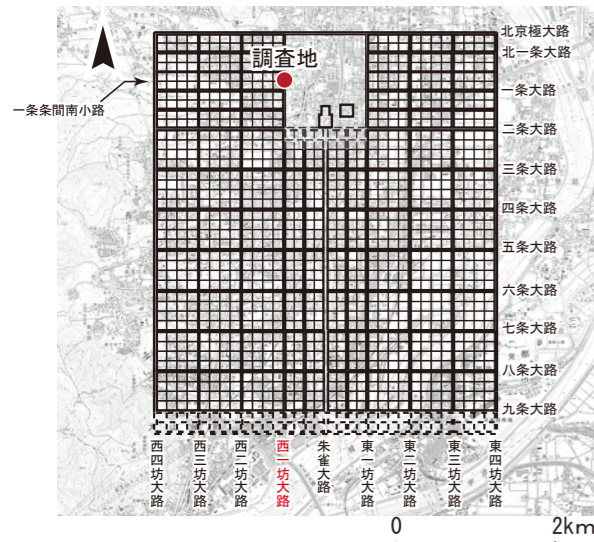 北京極大路
北一条大路
調査地
一条大路
一条条間南小路
二条大路
三条大路
四条大路
五条大路
六条大路
七条大路
八条大路
九条大路
西四坊大路
西三坊大路
西二坊大路
西一坊大路
朱雀大路
東一坊大路
東二坊大路
東三坊大路
東四坊大路
0 2km